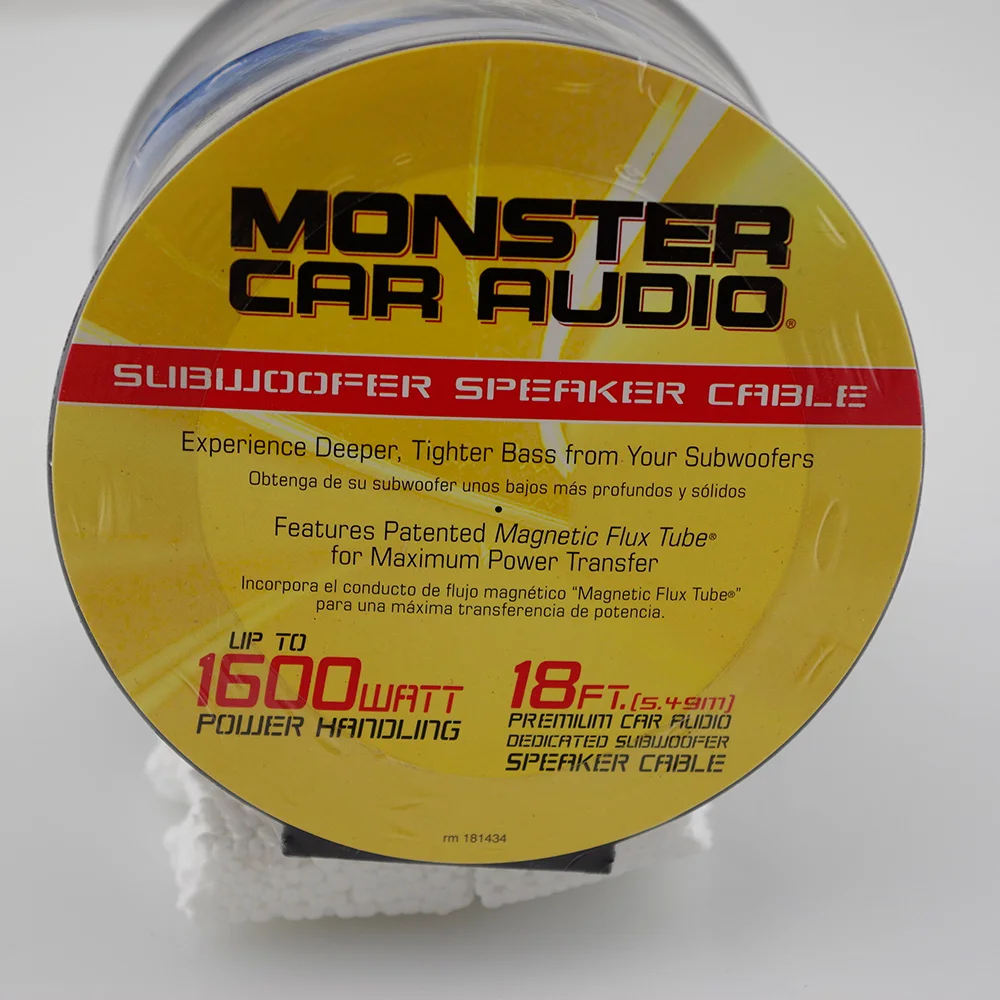 MONSTER
CAR AUDIO®
SUBWOOFER SPEAKER CABLE
Experience Deeper, Tighter Bass from Your Subwoofers
Obtenga de su subwoofer unos bajos más profundos y sólidos
•
Features Patented Magnetic Flux Tube®
for Maximum Power Transfer
Incorpora el conducto de flujo magnético "Magnetic Flux Tube®"
para una máxima transferencia de potencia.
UP TO
1600WATT
POWER HANDLING
18FT.(5.49m)
PREMIUM CAR AUDIO
DEDICATED SUBWOOFER
SPEAKER CABLE
rm 181434